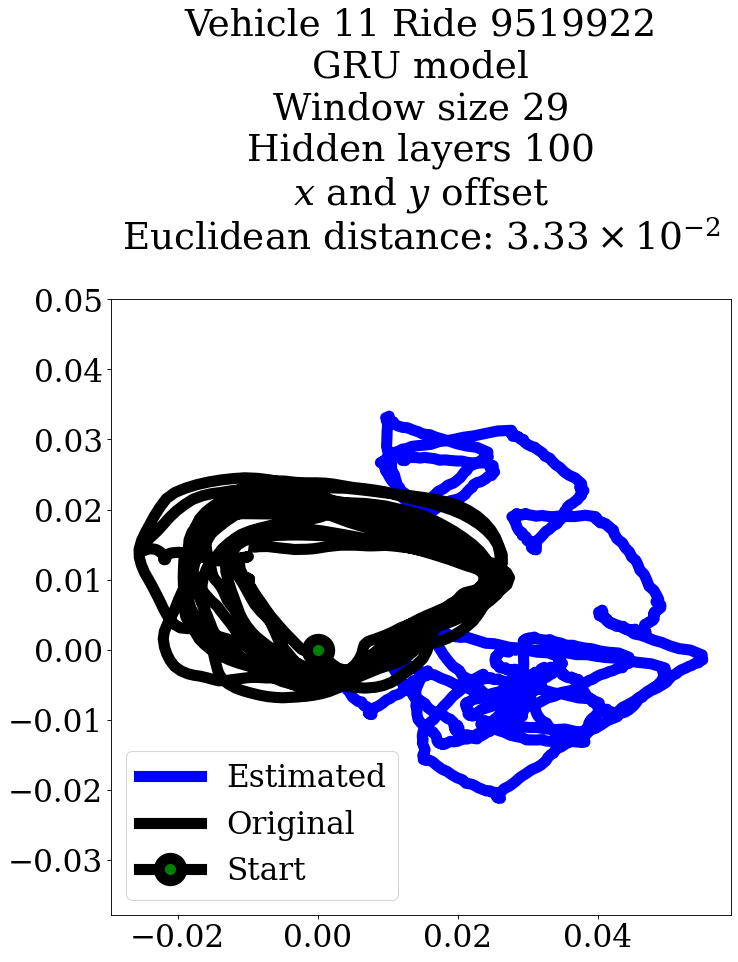 Vehicle 11 Ride 9519922
GRU model
Window size 29
Hidden layers 100
x and y offset
Euclidean distance: 3.33 × 10⁻²
0.05
0.04
0.03
0.02
0.01
0.00
−0.01
−0.02
−0.03
Estimated
Original
Start
−0.02 0.00 0.02 0.04